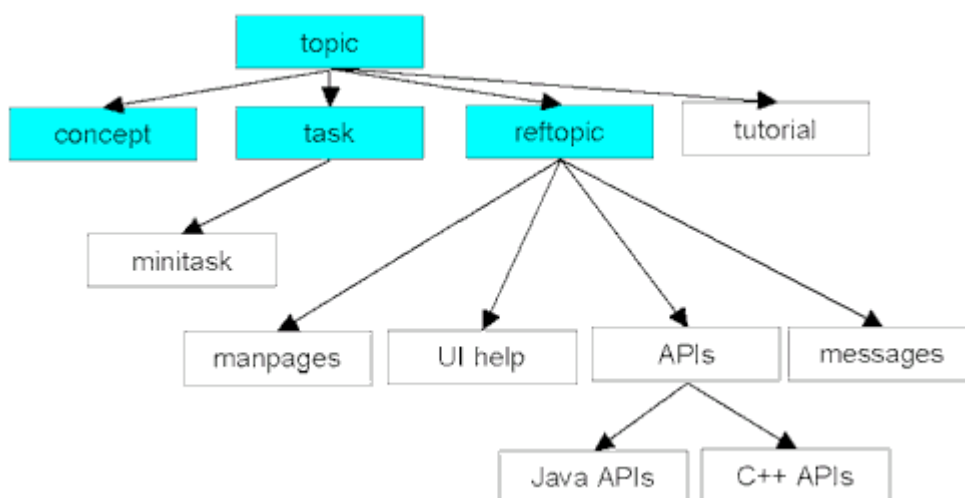 topic
concept
task
reftopic
tutorial
minitask
manpages
UI help
APIs
messages
Java APIs
C++ APIs